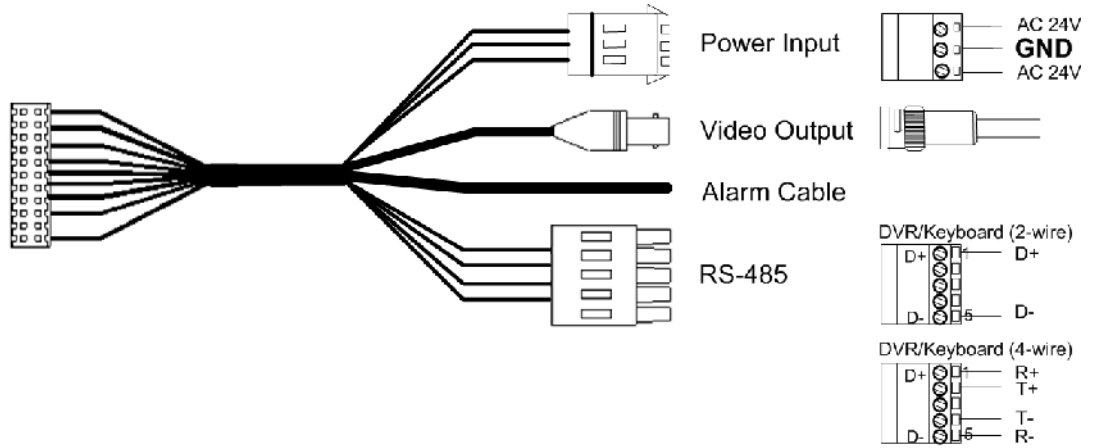 Power Input
AC 24V
GND
AC 24V
Video Output
Alarm Cable
RS-485
DVR/Keyboard (2-wire)
D+ 1 D+
D- 5 D-
DVR/Keyboard (4-wire)
D+ 1 R+
T+
T-
D- 5 R-